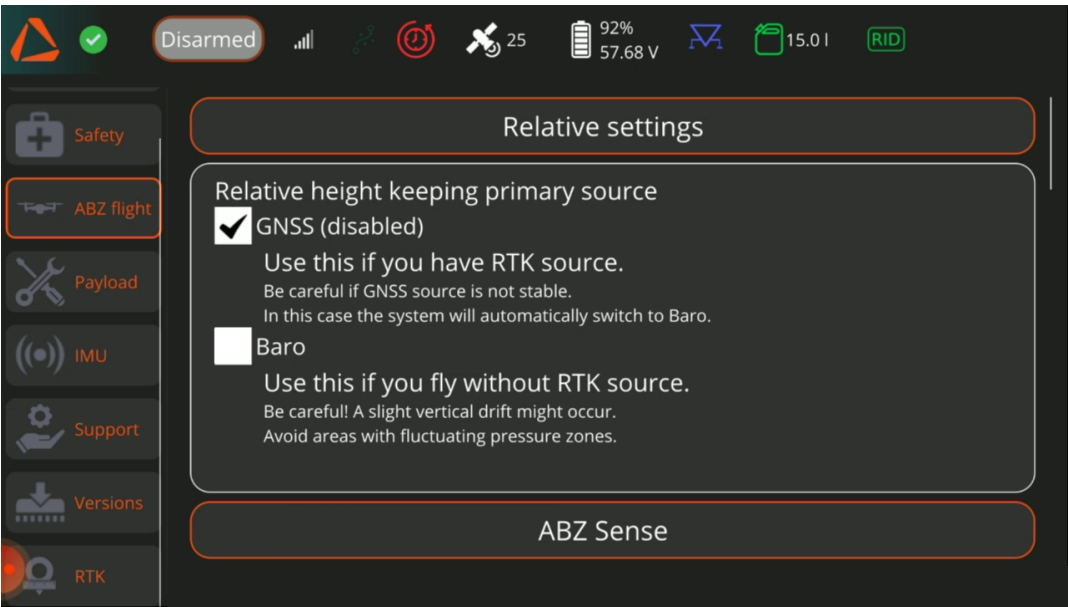 Disarmed
25
92%
57.68 V
15.0 l
RID
Safety
ABZ flight
Payload
IMU
Support
Versions
RTK
Relative settings
Relative height keeping primary source
GNSS (disabled)
Use this if you have RTK source.
Be careful if GNSS source is not stable.
In this case the system will automatically switch to Baro.
Baro
Use this if you fly without RTK source.
Be careful! A slight vertical drift might occur.
Avoid areas with fluctuating pressure zones.
ABZ Sense